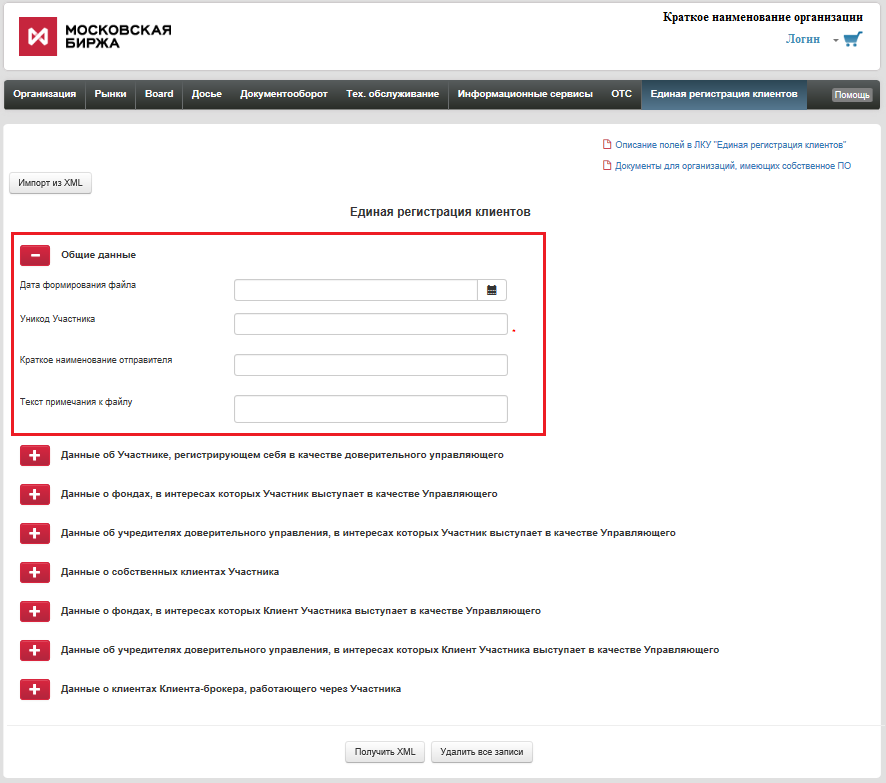 МОСКОВСКАЯ
БИРЖА
Краткое наименование организации
Логин
Организация Рынки Board Досье Документооборот Тех. обслуживание Информационные сервисы ОТС Единая регистрация клиентов Помощь
Описание полей в ЛКУ "Единая регистрация клиентов"
Документы для организаций, имеющих собственное ПО
Импорт из XML
Единая регистрация клиентов
Общие данные
Дата формирования файла
Уникод Участника
Краткое наименование отправителя
Текст примечания к файлу
Данные об Участнике, регистрирующем себя в качестве доверительного управляющего
Данные о фондах, в интересах которых Участник выступает в качестве Управляющего
Данные об учредителях доверительного управления, в интересах которых Участник выступает в качестве Управляющего
Данные о собственных клиентах Участника
Данные о фондах, в интересах которых Клиент Участника выступает в качестве Управляющего
Данные об учредителях доверительного управления, в интересах которых Клиент Участника выступает в качестве Управляющего
Данные о клиентах Клиента-брокера, работающего через Участника
Получить XML Удалить все записи